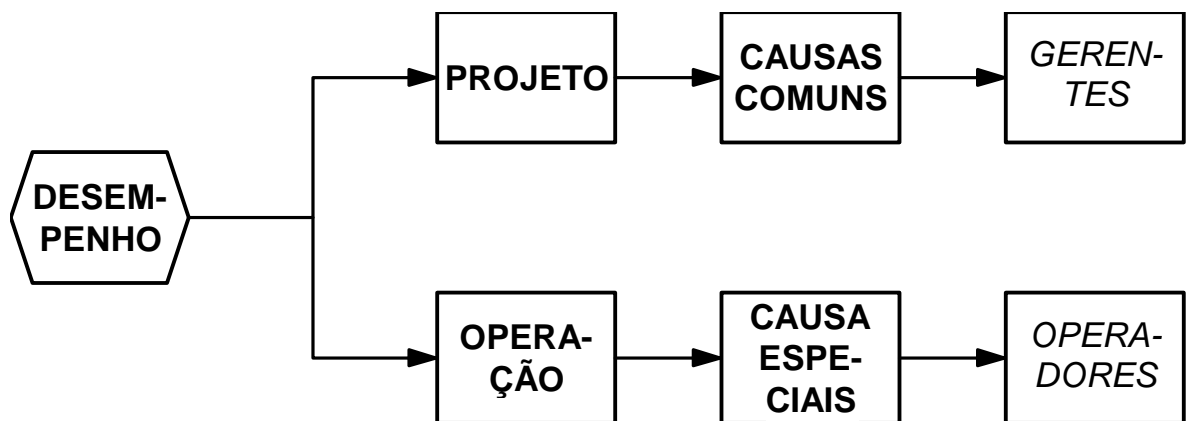 PROJETO
CAUSAS
COMUNS
GEREN-
TES
DESEM-
PENHO
OPERA-
ÇÃO
CAUSA
ESPE-
CIAIS
OPERA-
DORES